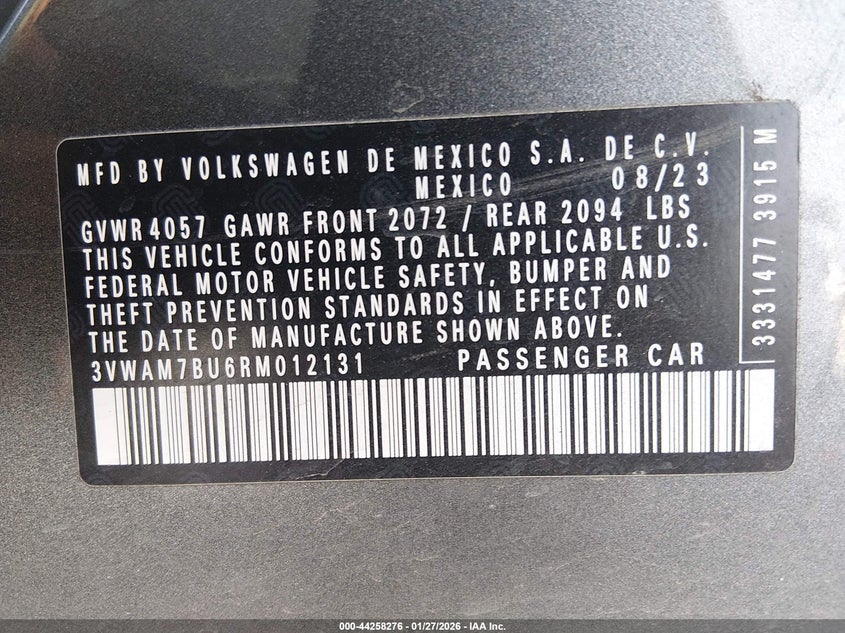 MFD BY VOLKSWAGEN DE MEXICO S.A. DE C.V.
MEXICO 08/23
GVWR 4057 GAWR FRONT 2072 / REAR 2094 LBS
THIS VEHICLE CONFORMS TO ALL APPLICABLE U.S.
FEDERAL MOTOR VEHICLE SAFETY, BUMPER AND
THEFT PREVENTION STANDARDS IN EFFECT ON
THE DATE OF MANUFACTURE SHOWN ABOVE.
3VWAM7BU6RM012131 PASSENGER CAR
3331477 3915 M
000-44258276 | 01/27/2026 - IAA Inc.